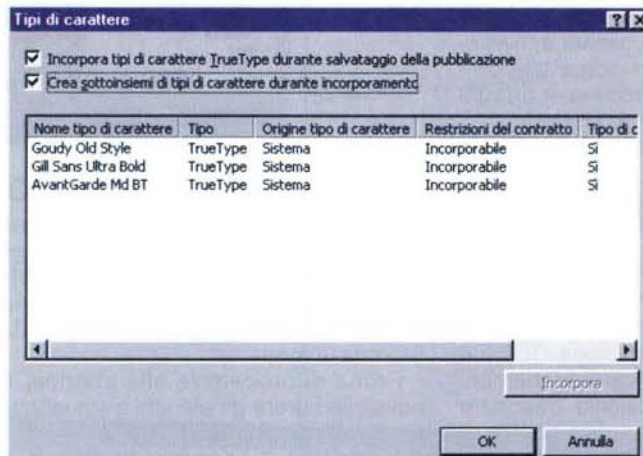 Tipi di carattere
Incorpora tipi di carattere TrueType durante salvataggio della pubblicazione
Crea sottoinsiemi di tipi di carattere durante incorporamento
Nome tipo di carattere Tipo Origine tipo di carattere Restrizioni del contratto Tipo di c
Goudy Old Style TrueType Sistema Incorporabile Sì
Gill Sans Ultra Bold TrueType Sistema Incorporabile Sì
AvantGarde Md BT TrueType Sistema Incorporabile Sì
Incorpora
OK Annulla